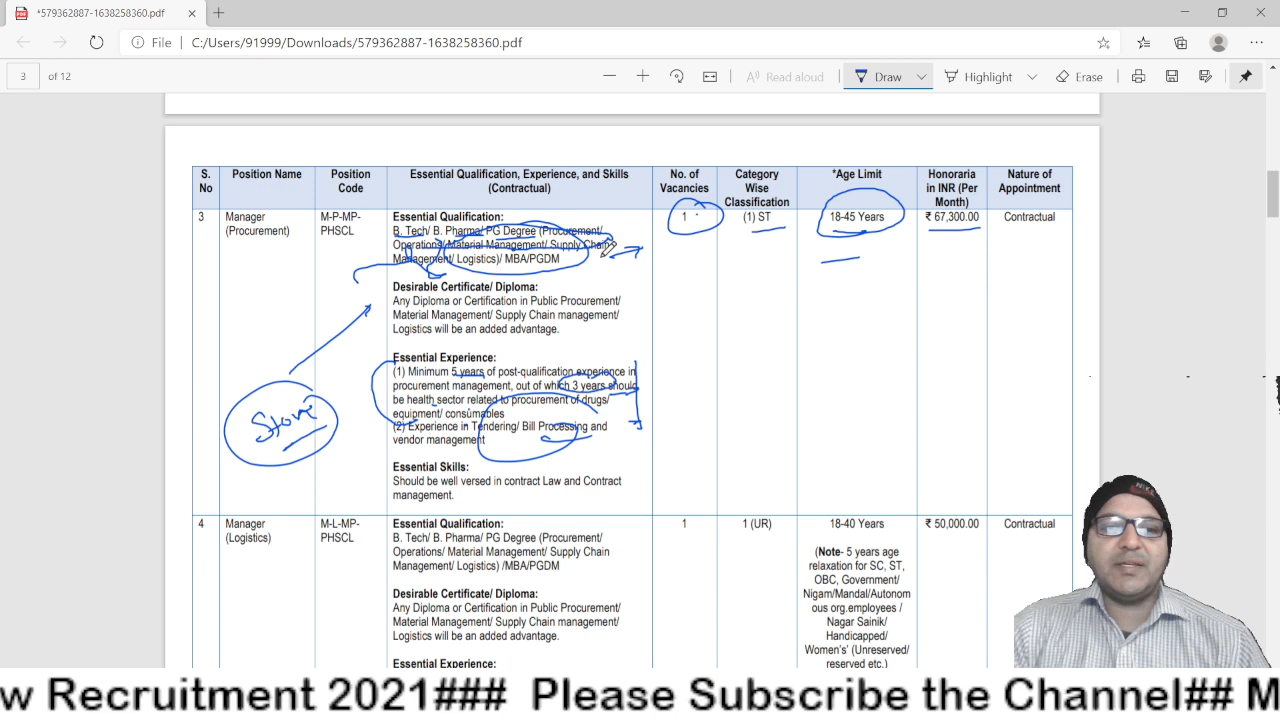 *579362887-1638258360.pdf
File C:/Users/91999/Downloads/579362887-1638258360.pdf
3 of 12 Read aloud Draw Highlight Erase
S. No Position Name Position Code Essential Qualification, Experience, and Skills (Contractual) No. of Vacancies Category Wise Classification *Age Limit Honoraria in INR (Per Month) Nature of Appointment
3 Manager (Procurement) M-P-MP-PHSCL
Essential Qualification:
B. Tech/ B. Pharma/ PG Degree (Procurement/
Operations/ Material Management/ Supply Chain
Management/ Logistics)/ MBA/PGDM
Desirable Certificate/ Diploma:
Any Diploma or Certification in Public Procurement/
Material Management/ Supply Chain management/
Logistics will be an added advantage.
Essential Experience:
(1) Minimum 5 years of post-qualification experience in
procurement management, out of which 3 years should
be health sector related to procurement of drugs/
equipment/ consumables
(2) Experience in Tendering/ Bill Processing and
vendor management
Essential Skills:
Should be well versed in contract Law and Contract
management.
1 (1) ST 18-45 Years ₹ 67,300.00 Contractual
Store
4 Manager (Logistics) M-L-MP-PHSCL
Essential Qualification:
B. Tech/ B. Pharma/ PG Degree (Procurement/
Operations/ Material Management/ Supply Chain
Management/ Logistics) /MBA/PGDM
Desirable Certificate/ Diploma:
Any Diploma or Certification in Public Procurement/
Material Management/ Supply Chain management/
Logistics will be an added advantage.
Essential Experience:
1 1 (UR) 18-40 Years ₹ 50,000.00 Contractual
(Note- 5 years age
relaxation for SC, ST,
OBC, Government/
Nigam/Mandal/Autonom
ous org.employees /
Nagar Sainik/
Handicapped/
Women's' (Unreserved/
reserved etc.)
w Recruitment 2021### Please Subscribe the Channel## M